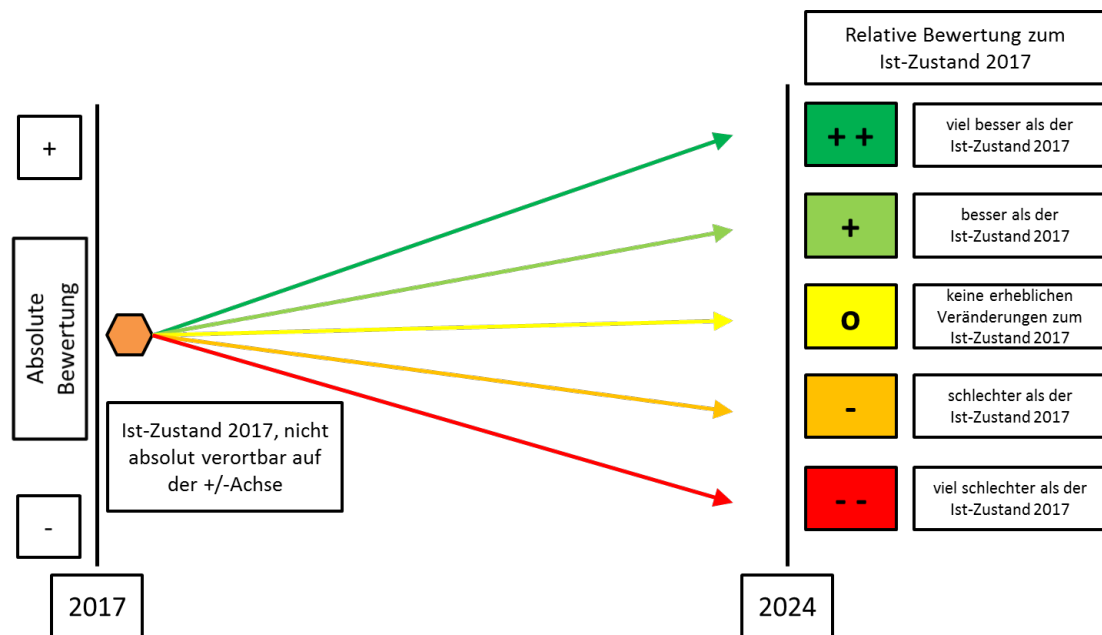 Relative Bewertung zum
Ist-Zustand 2017
+
Absolute
Bewertung
-
Ist-Zustand 2017, nicht
absolut verortbar auf
der +/-Achse
+ +
viel besser als der
Ist-Zustand 2017
+
besser als der
Ist-Zustand 2017
o
keine erheblichen
Veränderungen zum
Ist-Zustand 2017
-
schlechter als der
Ist-Zustand 2017
- -
viel schlechter als der
Ist-Zustand 2017
2017
2024